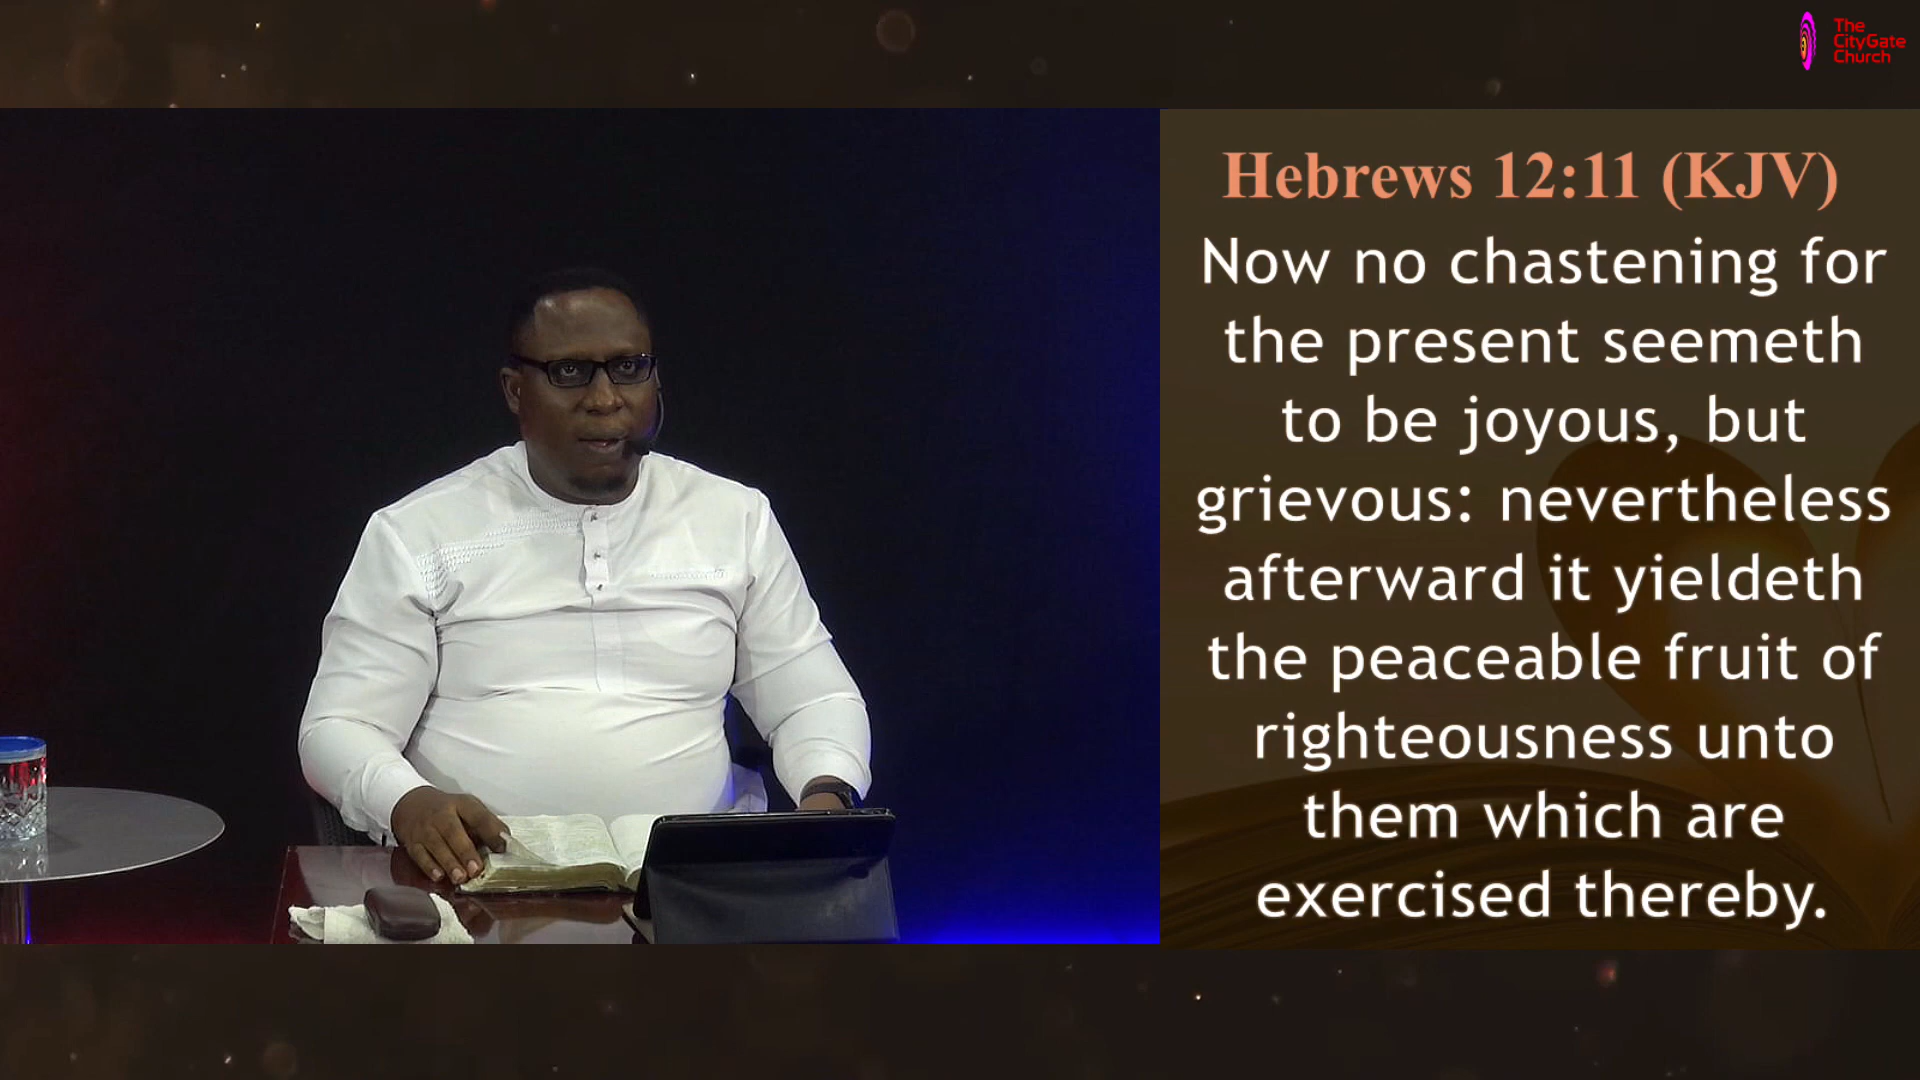 The
CityGate
Church
Hebrews 12:11 (KJV)
Now no chastening for
the present seemeth
to be joyous, but
grievous: nevertheless
afterward it yieldeth
the peaceable fruit of
righteousness unto
them which are
exercised thereby.